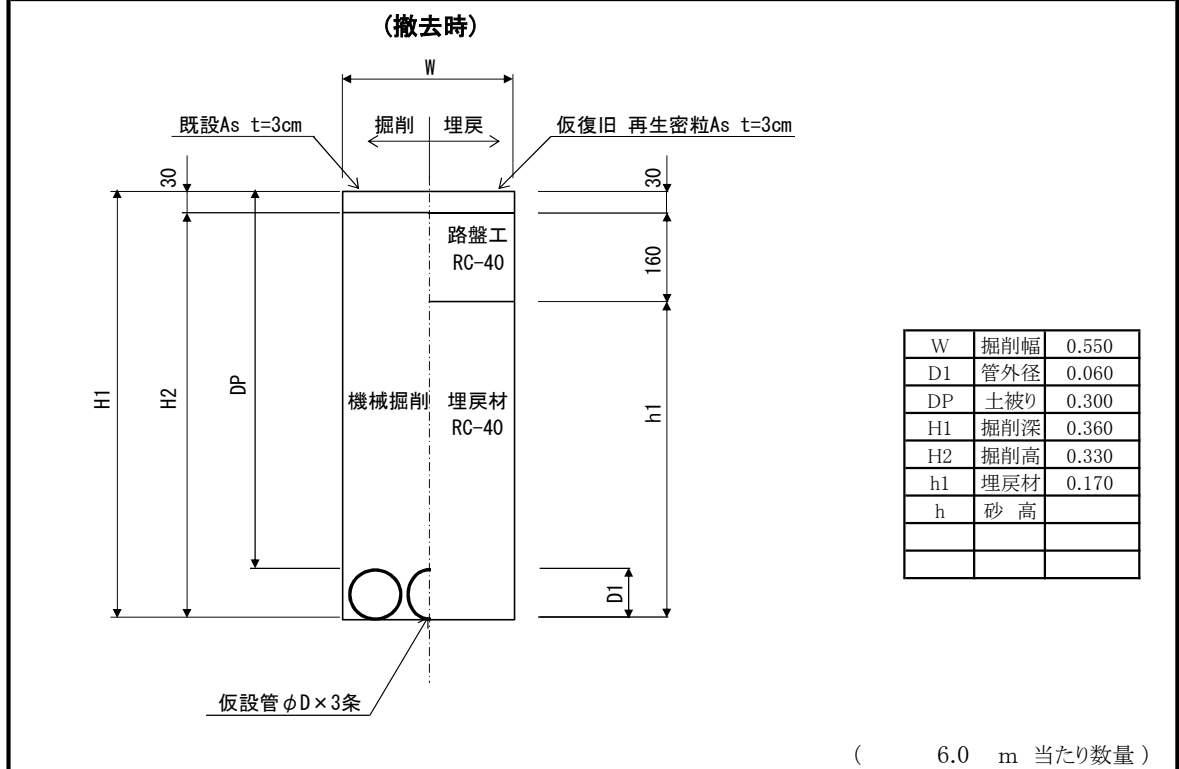 (撤去時)
W
既設As t=3cm
掘削 埋戻
仮復旧 再生密粒As t=3cm
30
30
路盤工
RC-40
160
H1
H2
DP
機械掘削
埋戻材
RC-40
h1
D1
仮設管φD×3条
W 掘削幅 0.550
D1 管外径 0.060
DP 土被り 0.300
H1 掘削深 0.360
H2 掘削高 0.330
h1 埋戻材 0.170
h 砂 高
( 6.0 m 当たり数量 )